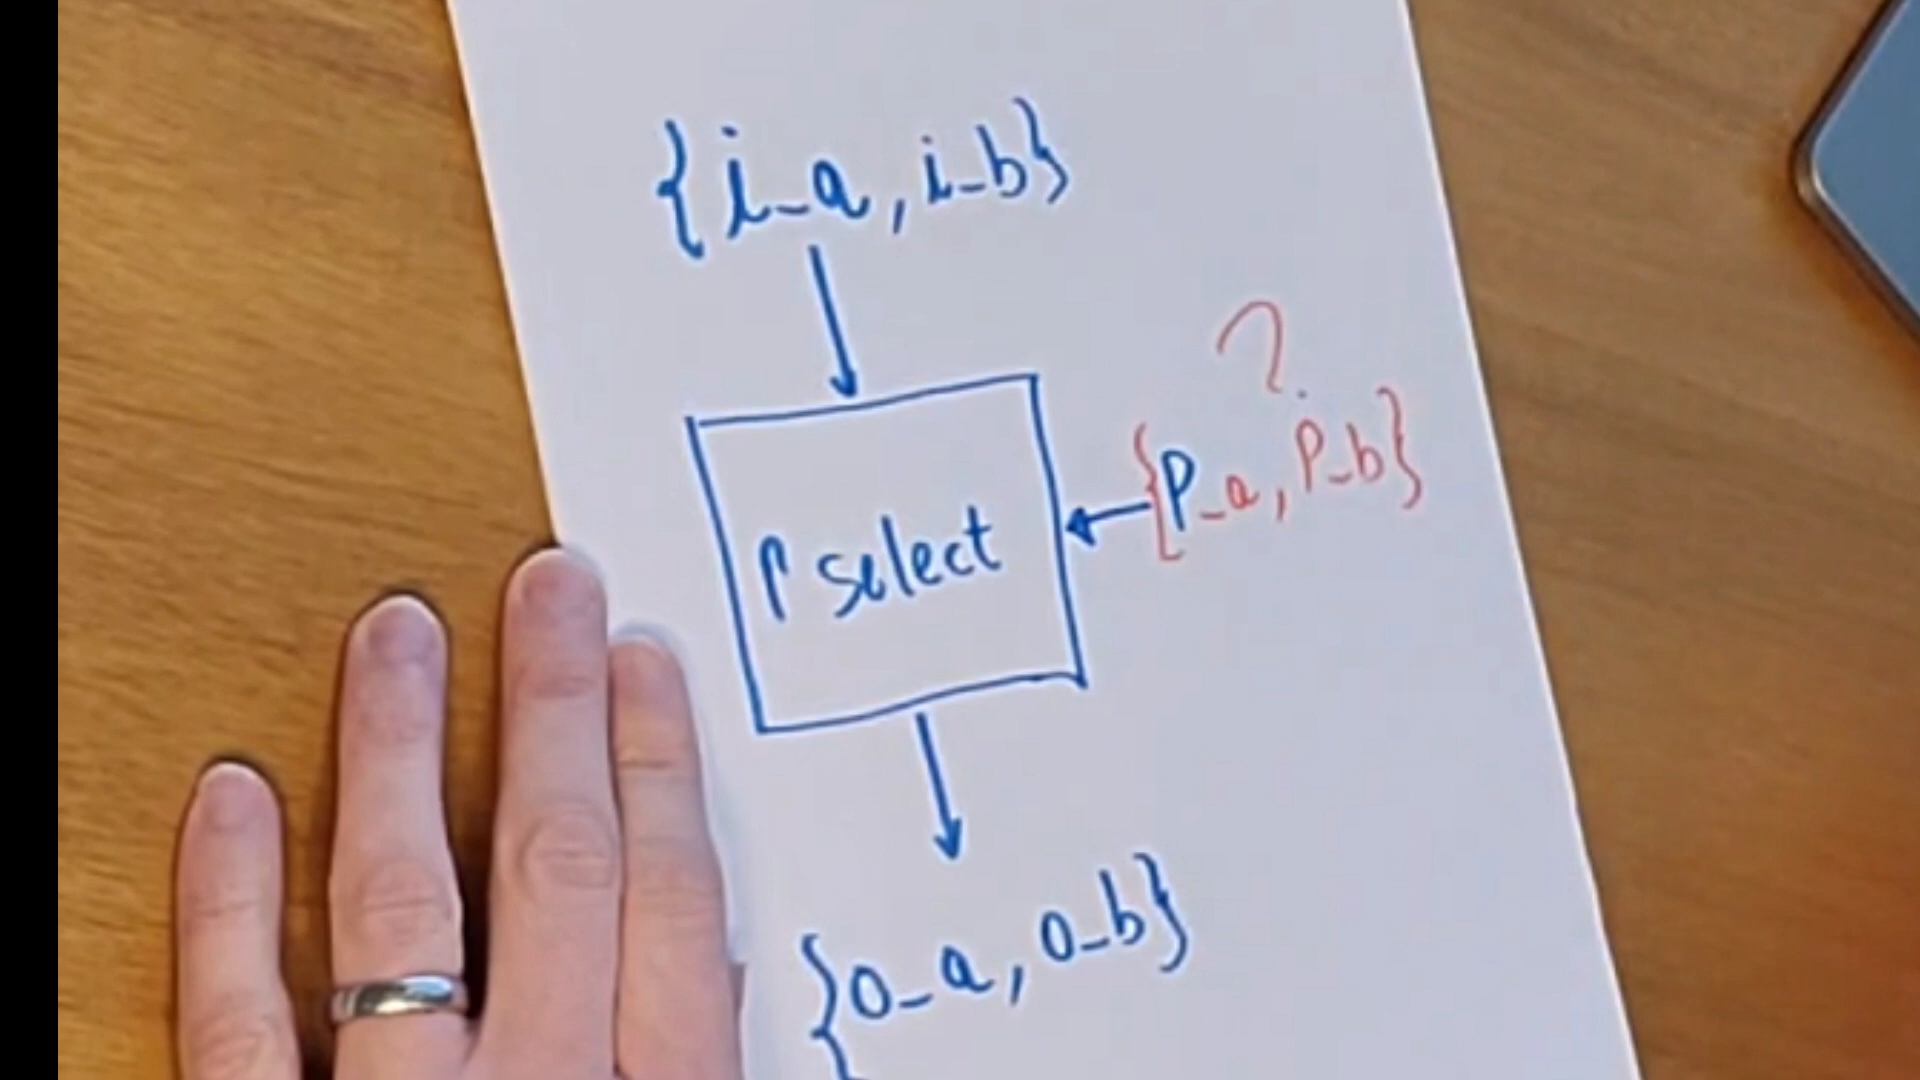 {i_a, i_b}
?
{P_a, P_b}
P select
{o_a, o_b}